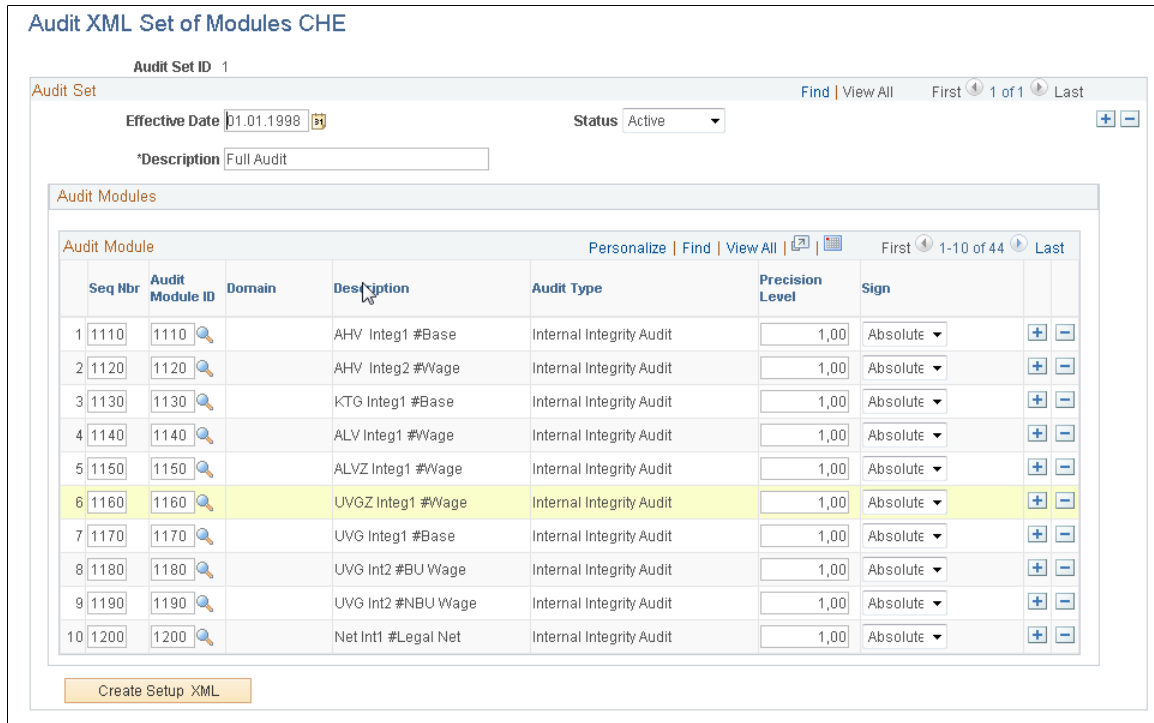 Audit XML Set of Modules CHE
Audit Set ID 1
Audit Set Find | View All First 1 of 1 Last
Effective Date 01.01.1998 Status Active
*Description Full Audit
Audit Modules
Audit Module Personalize | Find | View All | | First 1-10 of 44 Last
Seq Nbr Audit Module ID Domain Description Audit Type Precision Level Sign
1 1110 1110 AHV Integ1 #Base Internal Integrity Audit 1,00 Absolute
2 1120 1120 AHV Integ2 #Wage Internal Integrity Audit 1,00 Absolute
3 1130 1130 KTG Integ1 #Base Internal Integrity Audit 1,00 Absolute
4 1140 1140 ALV Integ1 #Wage Internal Integrity Audit 1,00 Absolute
5 1150 1150 ALVZ Integ1 #Wage Internal Integrity Audit 1,00 Absolute
6 1160 1160 UVGZ Integ1 #Wage Internal Integrity Audit 1,00 Absolute
7 1170 1170 UVG Integ1 #Base Internal Integrity Audit 1,00 Absolute
8 1180 1180 UVG Int2 #BU Wage Internal Integrity Audit 1,00 Absolute
9 1190 1190 UVG Int2 #NBU Wage Internal Integrity Audit 1,00 Absolute
10 1200 1200 Net Int1 #Legal Net Internal Integrity Audit 1,00 Absolute
Create Setup XML